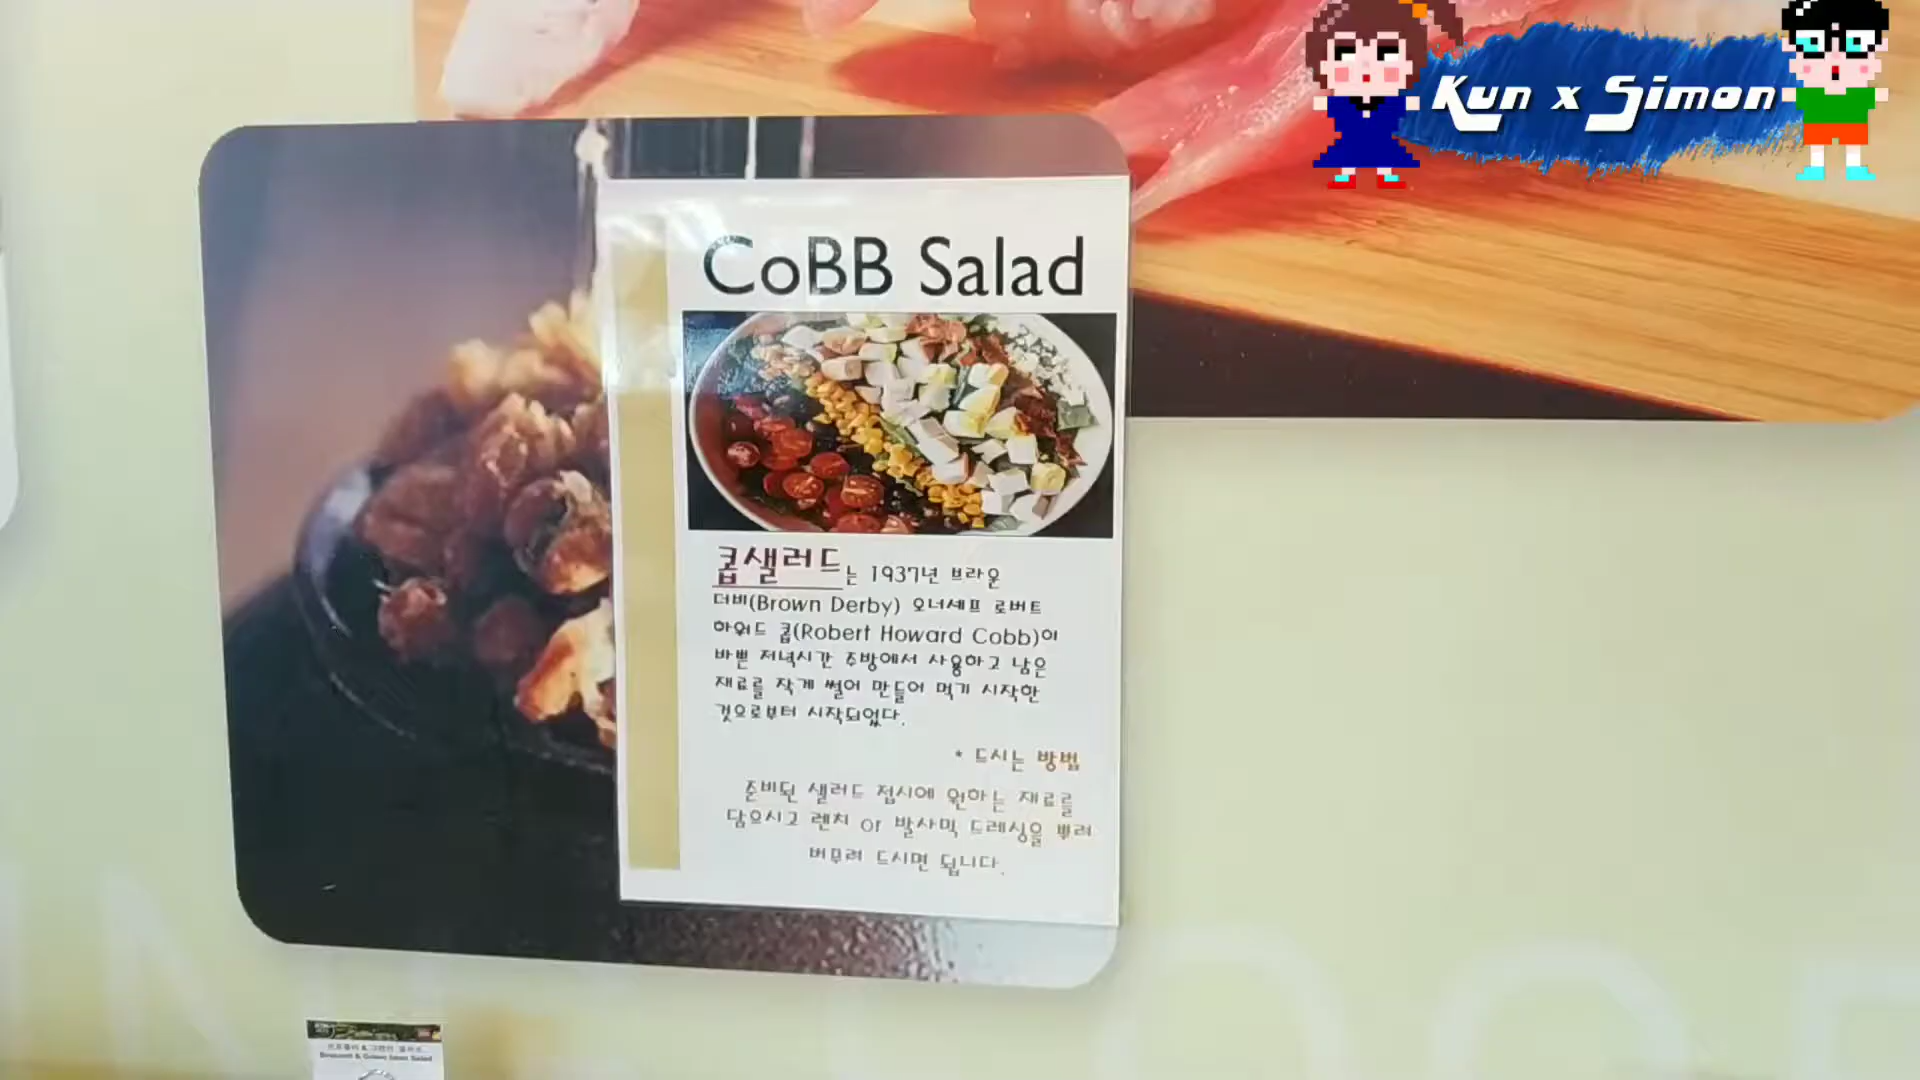 Kun x Simon
CoBB Salad
콥샐러드는 1937년 브라운
더비(Brown Derby) 오너셰프 로버트
하워드 콥(Robert Howard Cobb)이
바쁜 저녁시간 주방에서 사용하고 남은
재료를 작게 썰어 만들어 먹기 시작한
것으로부터 시작되었다.
* 드시는 방법
준비된 샐러드 접시에 원하는 재료를
담으시고 렌치 or 발사믹 드레싱을 뿌려
버무려 드시면 됩니다.
Salad